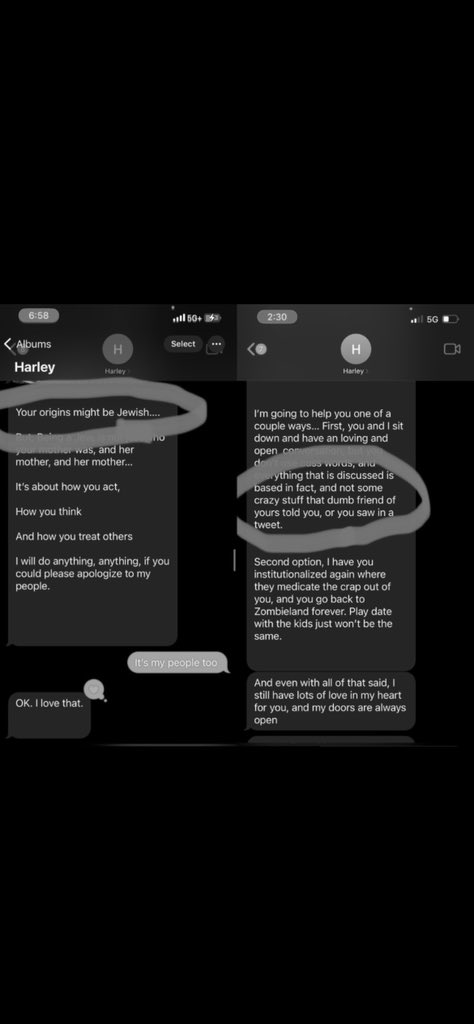 6:58
5G+
Albums
Select
H
Harley
Harley
Your origins might be Jewish....
your mother was, and her
mother, and her mother...
It's about how you act,
How you think
And how you treat others
I will do anything, anything, if you
could please apologize to my
people.
It's my people too
OK. I love that.
2:30
5G
H
Harley
I'm going to help you one of a
couple ways... First, you and I sit
down and have an loving and
open conversation, but you
don't use cuss words, and
everything that is discussed is
based in fact, and not some
crazy stuff that dumb friend of
yours told you, or you saw in a
tweet.
Second option, I have you
institutionalized again where
they medicate the crap out of
you, and you go back to
Zombieland forever. Play date
with the kids just won't be the
same.
And even with all of that said, I
still have lots of love in my heart
for you, and my doors are always
open